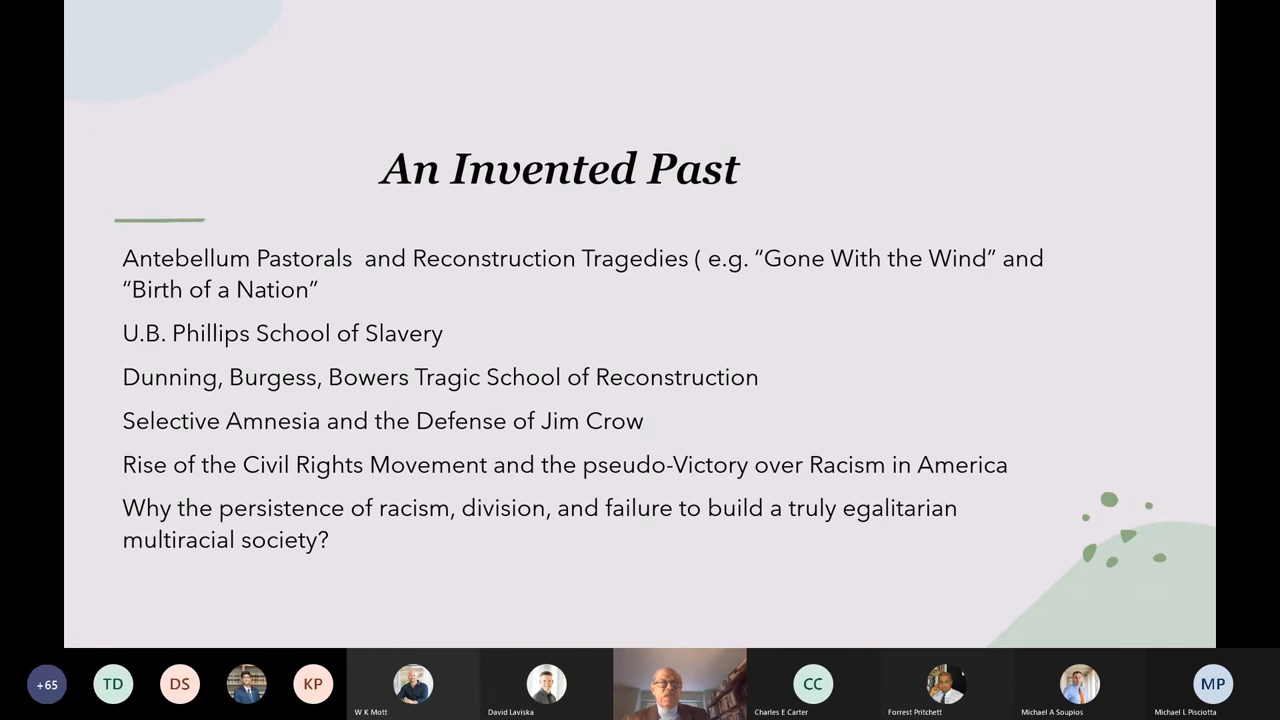 An Invented Past
Antebellum Pastorals  and Reconstruction Tragedies ( e.g. “Gone With the Wind” and
“Birth of a Nation”
U.B. Phillips School of Slavery
Dunning, Burgess, Bowers Tragic School of Reconstruction
Selective Amnesia and the Defense of Jim Crow
Rise of the Civil Rights Movement and the pseudo-Victory over Racism in America
Why the persistence of racism, division, and failure to build a truly egalitarian
multiracial society?
+65 TD DS KP CC MP
W K Mott David Laviska Charles E Carter Forrest Pritchett Michael A Soupios Michael L Pisciotta